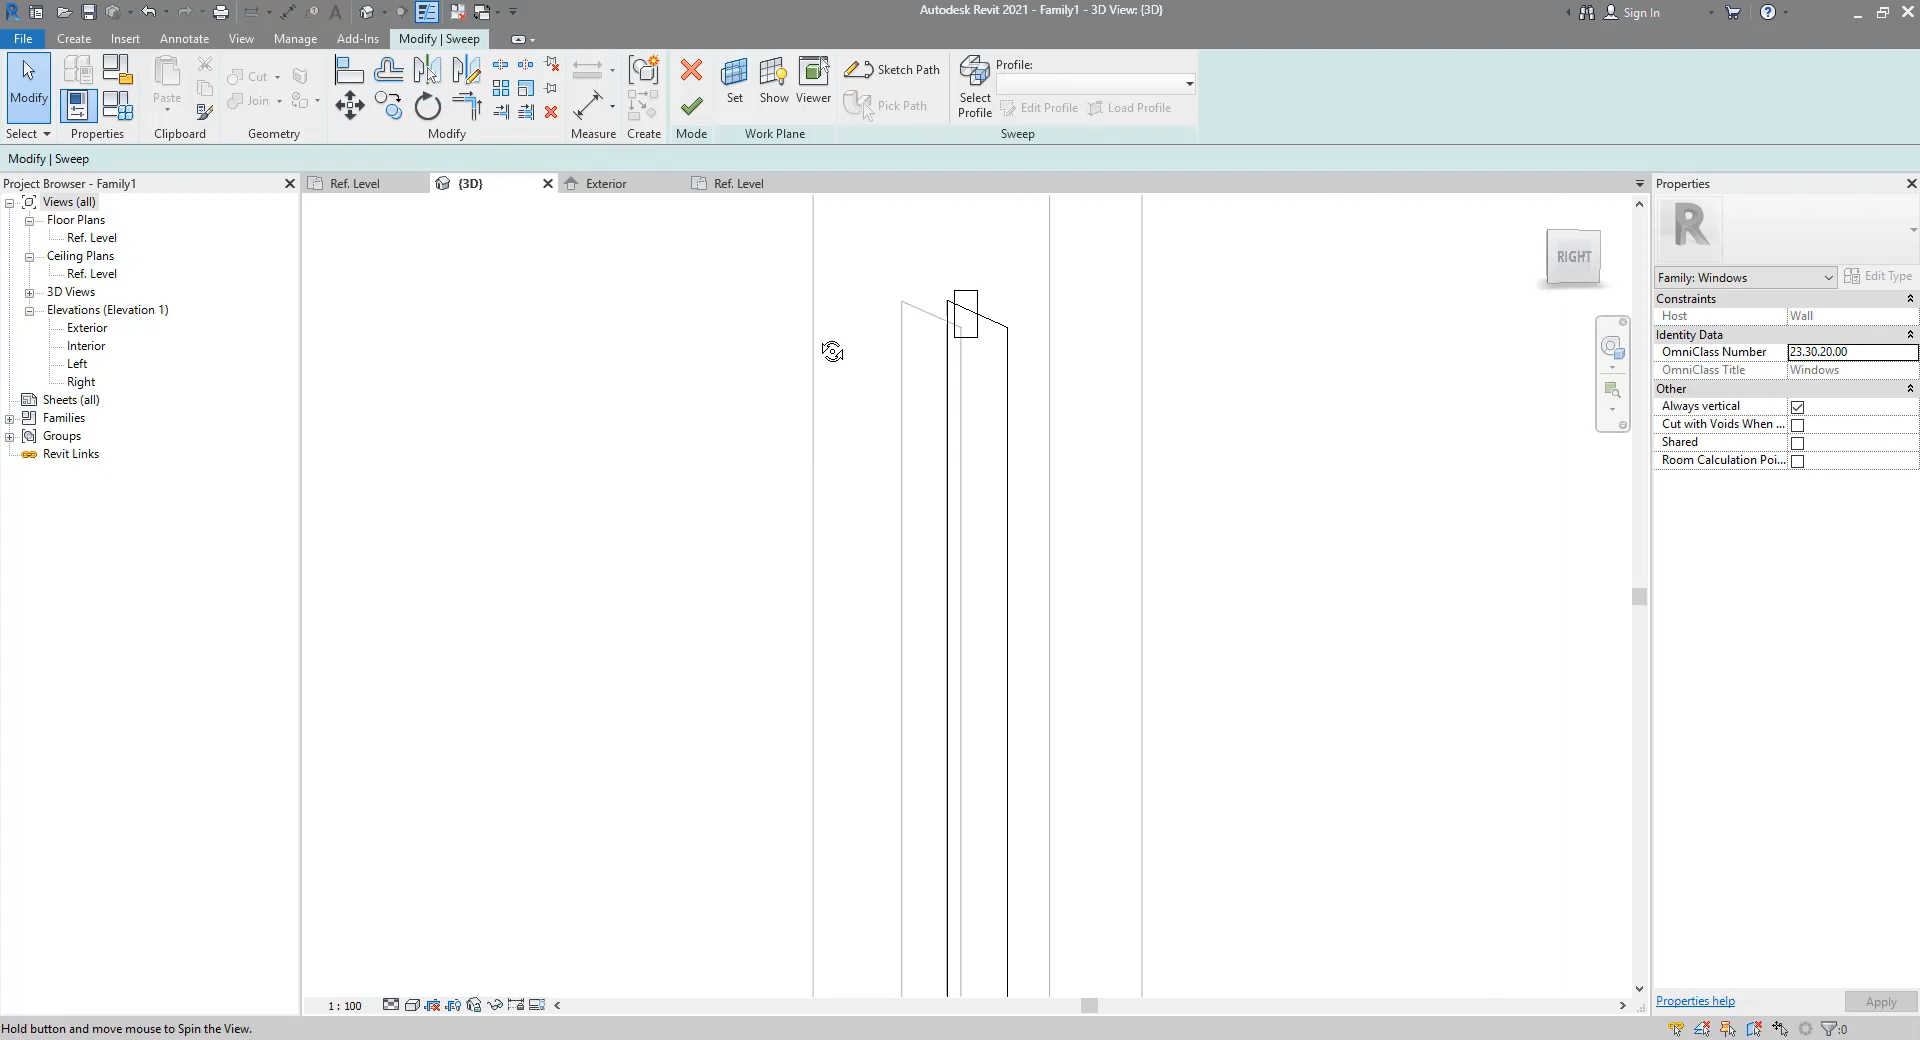 Autodesk Revit 2021 - Family1 - 3D View: {3D}
Sign In
File
Create
Insert
Annotate
View
Manage
Add-Ins
Modify | Sweep
Modify
Select
Properties
Paste
Clipboard
Cut
Join
Geometry
Modify
Measure
Create
Mode
Set
Show
Viewer
Work Plane
Sketch Path
Pick Path
Select
Profile
Profile:
Edit Profile
Load Profile
Sweep
Modify | Sweep
Project Browser - Family1
Views (all)
Floor Plans
Ref. Level
Ceiling Plans
Ref. Level
3D Views
Elevations (Elevation 1)
Exterior
Interior
Left
Right
Sheets (all)
Families
Groups
Revit Links
Ref. Level
{3D}
Exterior
Ref. Level
RIGHT
Properties
R
Family: Windows
Edit Type
Constraints
Host
Wall
Identity Data
OmniClass Number
23.30.20.00
OmniClass Title
Windows
Other
Always vertical
Cut with Voids When ...
Shared
Room Calculation Poi...
Properties help
Apply
1 : 100
Hold button and move mouse to Spin the View.
:0